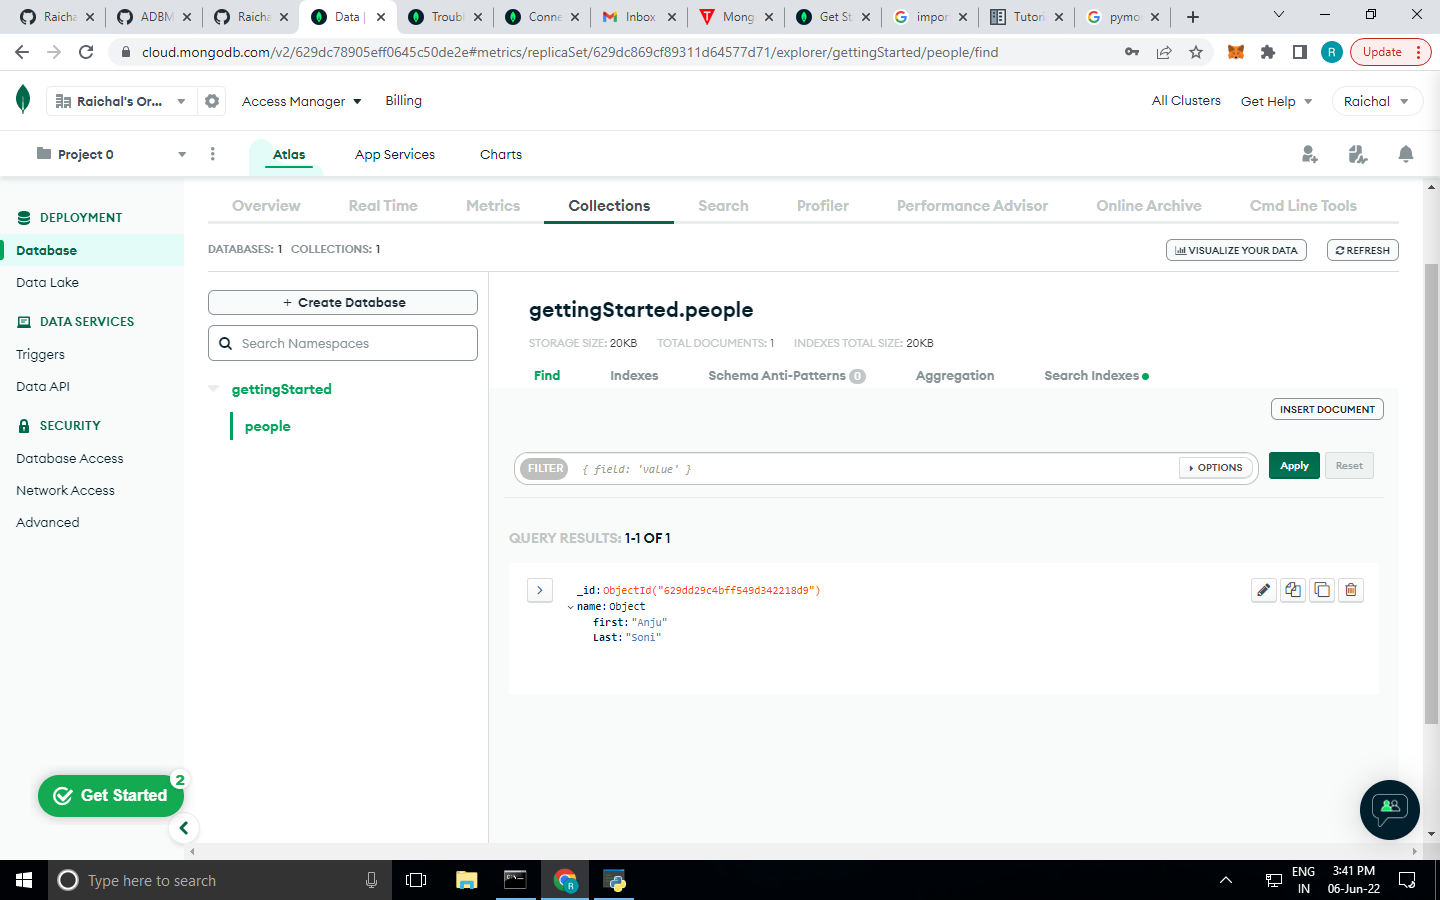 Raicha
ADBM
Raicha
Data |
Troubl
Conne
Inbox
Mong
Get St
impor
Tutori
pymo
cloud.mongodb.com/v2/629dc78905eff0645c50de2e#metrics/replicaSet/629dc869cf89311d64577d71/explorer/gettingStarted/people/find
R
Update
Raichal's Or...
Access Manager
Billing
All Clusters
Get Help
Raichal
Project 0
Atlas
App Services
Charts
DEPLOYMENT
Database
Data Lake
DATA SERVICES
Triggers
Data API
SECURITY
Database Access
Network Access
Advanced
Get Started
2
Overview
Real Time
Metrics
Collections
Search
Profiler
Performance Advisor
Online Archive
Cmd Line Tools
DATABASES: 1 COLLECTIONS: 1
VISUALIZE YOUR DATA
REFRESH
+ Create Database
Search Namespaces
gettingStarted
people
gettingStarted.people
STORAGE SIZE: 20KB TOTAL DOCUMENTS: 1 INDEXES TOTAL SIZE: 20KB
Find
Indexes
Schema Anti-Patterns 0
Aggregation
Search Indexes
INSERT DOCUMENT
FILTER { field: 'value' }
OPTIONS
Apply
Reset
QUERY RESULTS: 1-1 OF 1
_id:ObjectId("629dd29c4bff549d342218d9")
name:Object
first:"Anju"
Last:"Soni"
Type here to search
R
ENG
IN
3:41 PM
06-Jun-22